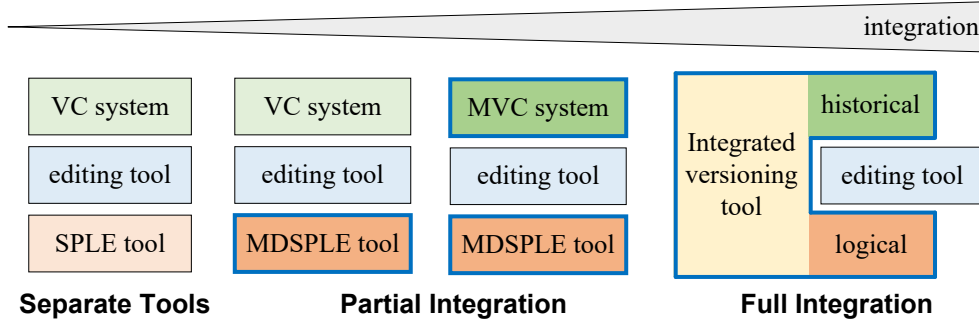 integration
VC system
VC system
MVC system
historical
editing tool
editing tool
editing tool
Integrated
versioning
tool
editing tool
SPLE tool
MDSPLE tool
MDSPLE tool
logical
Separate Tools
Partial Integration
Full Integration